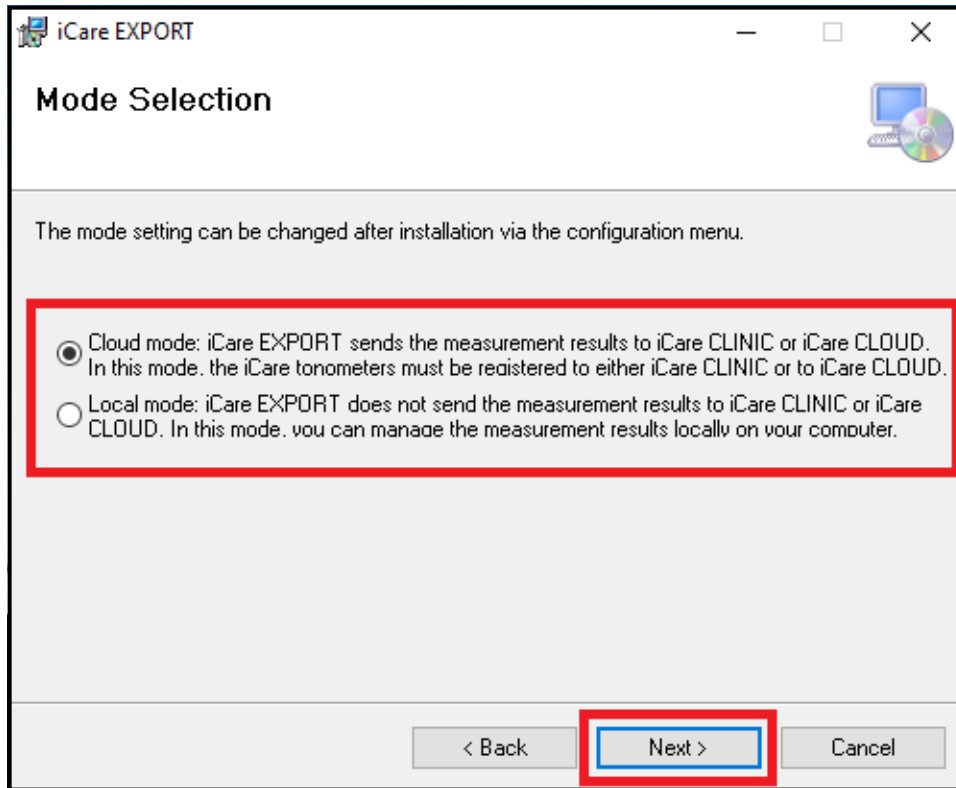 iCare EXPORT
Mode Selection
The mode setting can be changed after installation via the configuration menu.
Cloud mode: iCare EXPORT sends the measurement results to iCare CLINIC or iCare CLOUD.
In this mode, the iCare tonometers must be registered to either iCare CLINIC or to iCare CLOUD.
Local mode: iCare EXPORT does not send the measurement results to iCare CLINIC or iCare
CLOUD. In this mode, you can manage the measurement results locally on your computer.
< Back
Next >
Cancel